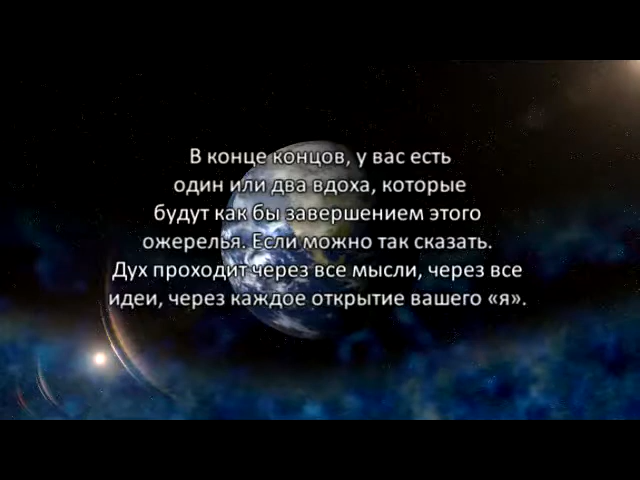 В конце концов, у вас есть
один или два вдоха, которые
будут как бы завершением этого
ожерелья. Если можно так сказать.
Дух проходит через все мысли, через все
идеи, через каждое открытие вашего «я».